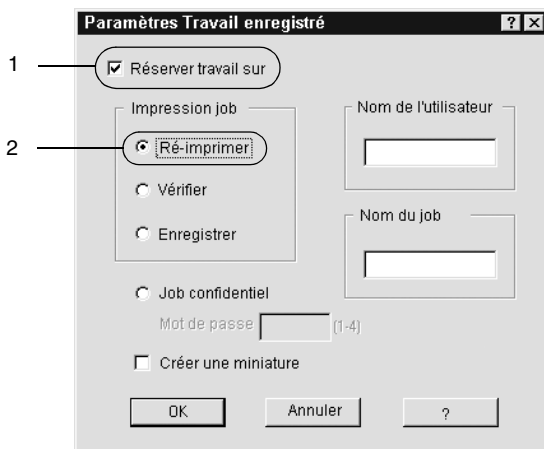 Paramètres Travail enregistré ? X
1
Réserver travail sur
Impression job
2
Ré-imprimer
Vérifier
Enregistrer
Nom de l'utilisateur
Nom du job
Job confidentiel
Mot de passe (1-4)
Créer une miniature
OK Annuler ?